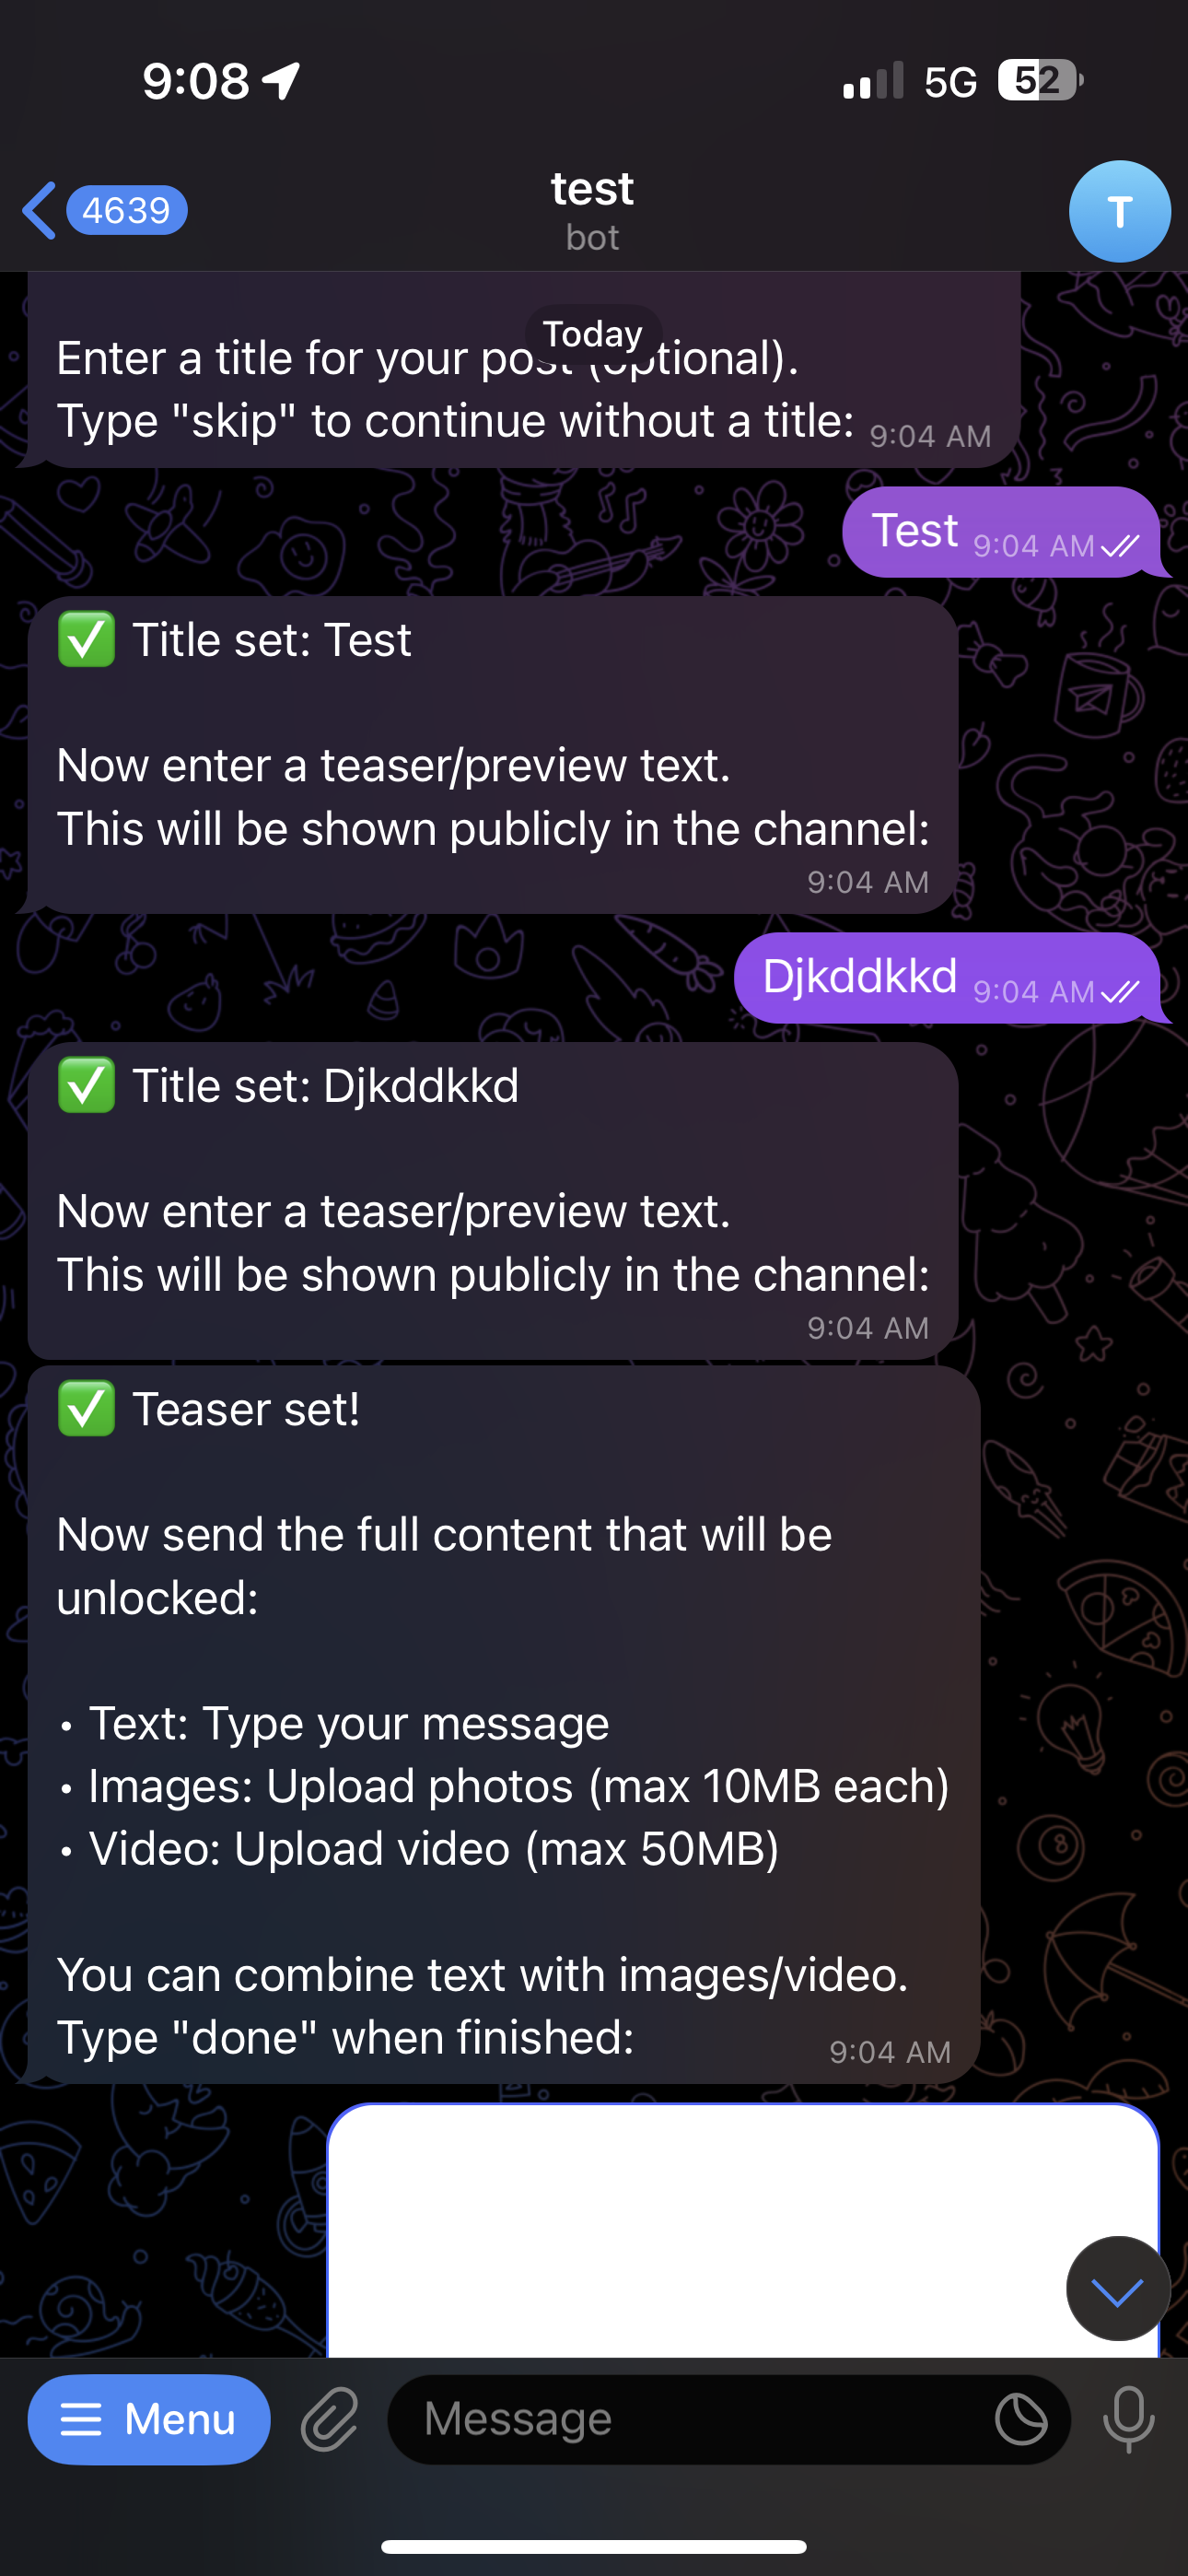 9:08
5G
52
4639
test
bot
T
Today
Enter a title for your post (optional).
Type "skip" to continue without a title:
9:04 AM
Test
9:04 AM
✅ Title set: Test
Now enter a teaser/preview text.
This will be shown publicly in the channel:
9:04 AM
Djkddkkd
9:04 AM
✅ Title set: Djkddkkd
Now enter a teaser/preview text.
This will be shown publicly in the channel:
9:04 AM
✅ Teaser set!
Now send the full content that will be
unlocked:
• Text: Type your message
• Images: Upload photos (max 10MB each)
• Video: Upload video (max 50MB)
You can combine text with images/video.
Type "done" when finished:
9:04 AM
Menu
Message